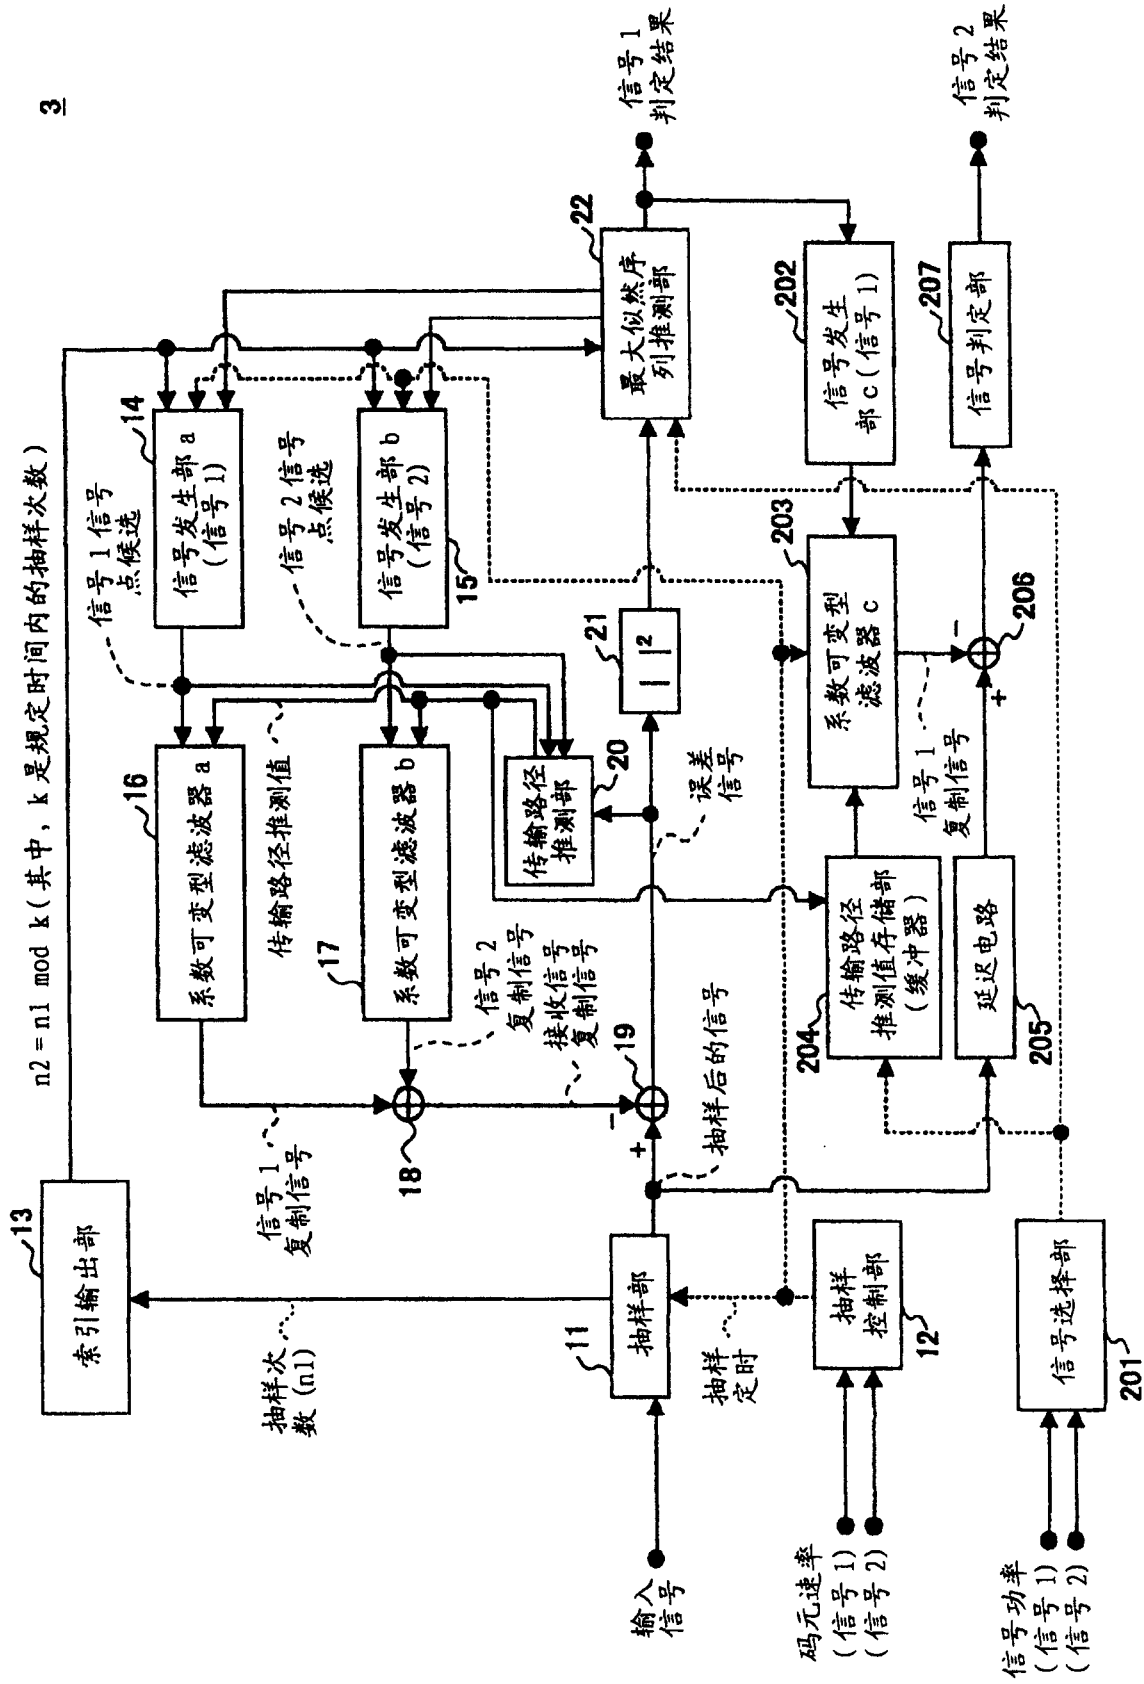 3
n2=n1 mod k(其中,k是规定时间内的抽样次数)
13
索引输出部
抽样次
数(n1)
信号1
复制信号
16
系数可变型滤波器a
信号1信号
点候选
14
信号发生部a
(信号1)
传输路径推测值
17
系数可变型滤波器b
信号2信号
点候选
15
信号发生部b
(信号2)
18
信号2
复制信号
接收信号
复制信号
20
传输路径
推测部
19
+
−
11
抽样部
抽样后的信号
误差
信号
21
| |²
22
最大似然序
列推测部
信号1
判定结果
输入
信号
抽样
定时
12
抽样
控制部
码元速率
(信号1)
(信号2)
204
传输路径
推测值存储部
(缓冲器)
203
系数可变型
滤波器c
202
信号发生
部c(信号1)
信号1
复制信号
205
延迟电路
206
+
−
207
信号判定部
信号2
判定结果
201
信号选择部
信号功率
(信号1)
(信号2)